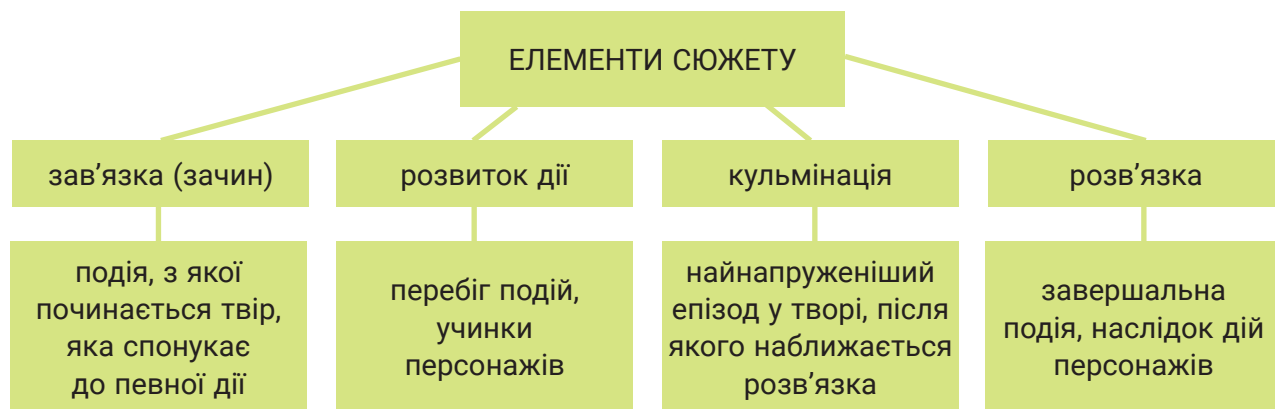 ЕЛЕМЕНТИ СЮЖЕТУ
зав’язка (зачин)
розвиток дії
кульмінація
розв’язка
подія, з якої
починається твір,
яка спонукає
до певної дії
перебіг подій,
учинки
персонажів
найнапруженіший
епізод у творі, після
якого наближається
розв’язка
завершальна
подія, наслідок дій
персонажів